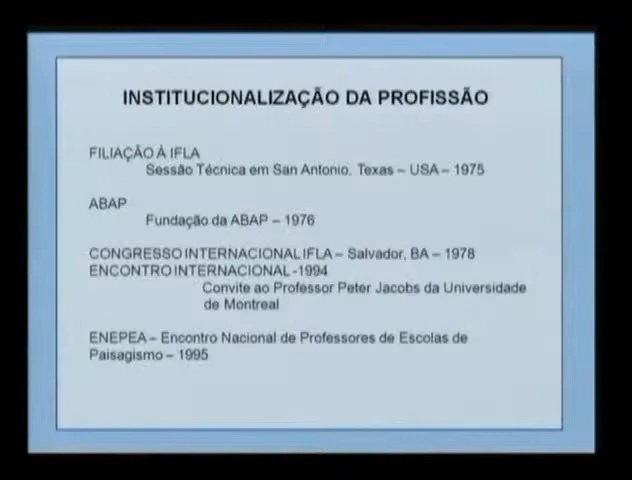 INSTITUCIONALIZAÇÃO DA PROFISSÃO
FILIAÇÃO À IFLA
Sessão Técnica em San Antonio, Texas – USA – 1975
ABAP
Fundação da ABAP – 1976
CONGRESSO INTERNACIONAL IFLA – Salvador, BA – 1978
ENCONTRO INTERNACIONAL -1994
Convite ao Professor Peter Jacobs da Universidade
de Montreal
ENEPEA – Encontro Nacional de Professores de Escolas de
Paisagismo – 1995